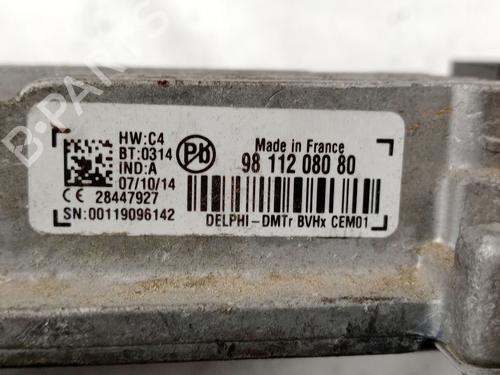 HW:C4
BT:0314
IND:A
07/10/14
CE 28447927
SN:00119096142
Pb
Made in France
98 112 080 80
DELPHI-DMTr BVHx CEM01
B-PARTS